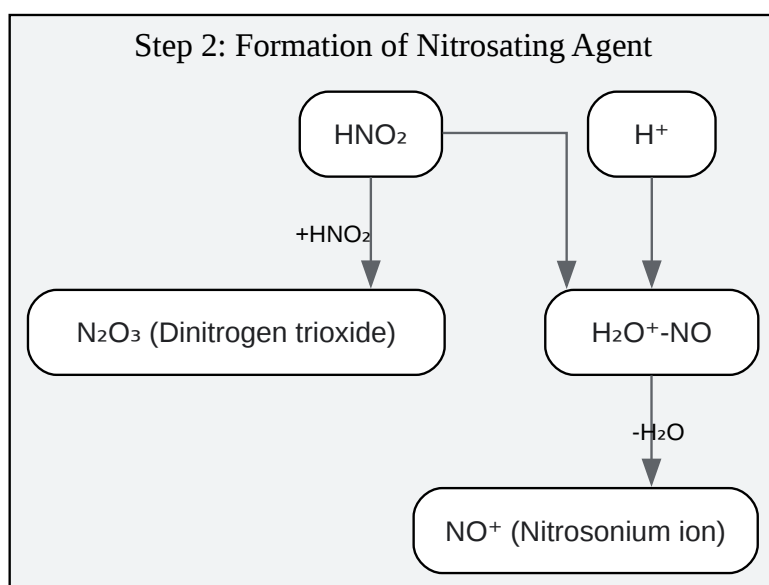 Step 2: Formation of Nitrosating Agent
HNO₂
H⁺
+HNO₂
N₂O₃ (Dinitrogen trioxide)
H₂O⁺-NO
-H₂O
NO⁺ (Nitrosonium ion)